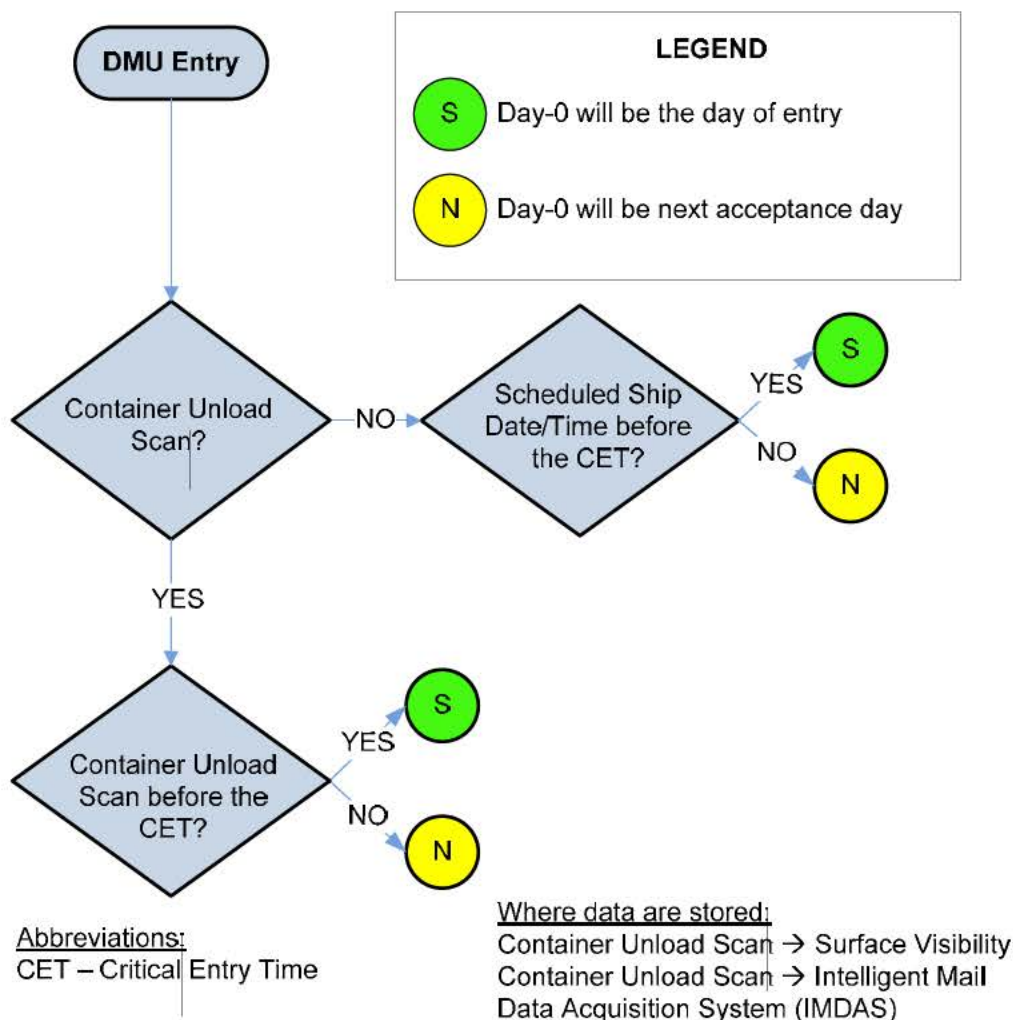 DMU Entry
LEGEND
S Day-0 will be the day of entry
N Day-0 will be next acceptance day
Container Unload
Scan?
NO
Scheduled Ship
Date/Time before
the CET?
YES
S
NO
N
YES
Container Unload
Scan before the
CET?
YES
S
NO
N
Abbreviations:
CET – Critical Entry Time
Where data are stored:
Container Unload Scan → Surface Visibility
Container Unload Scan → Intelligent Mail
Data Acquisition System (IMDAS)